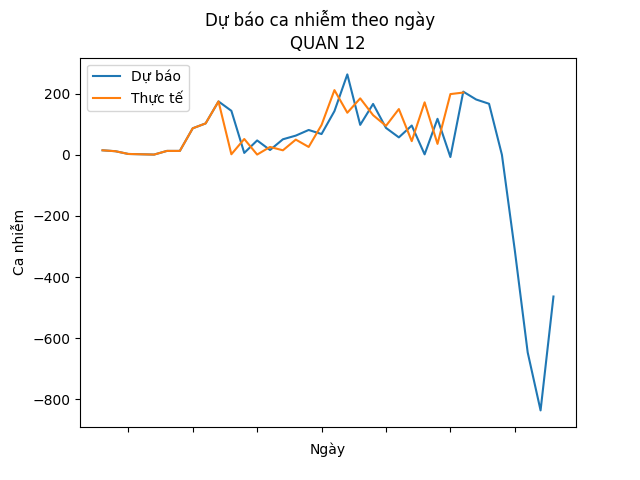 Dự báo ca nhiễm theo ngày
QUAN 12
Dự báo
Thực tế
200
0
−200
−400
−600
−800
Ca nhiễm
Ngày